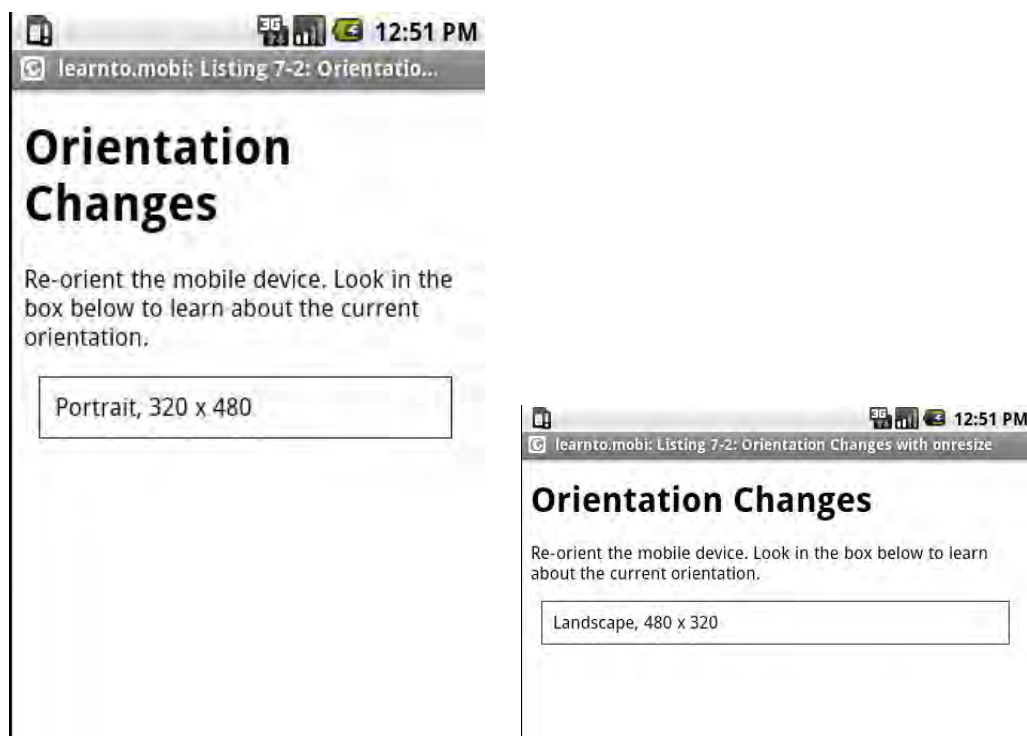 12:51 PM
learnto.mobi: Listing 7-2: Orientatio...
Orientation
Changes
Re-orient the mobile device. Look in the
box below to learn about the current
orientation.
Portrait, 320 x 480
12:51 PM
learnto.mobi: Listing 7-2: Orientation Changes with onresize
Orientation Changes
Re-orient the mobile device. Look in the box below to learn
about the current orientation.
Landscape, 480 x 320